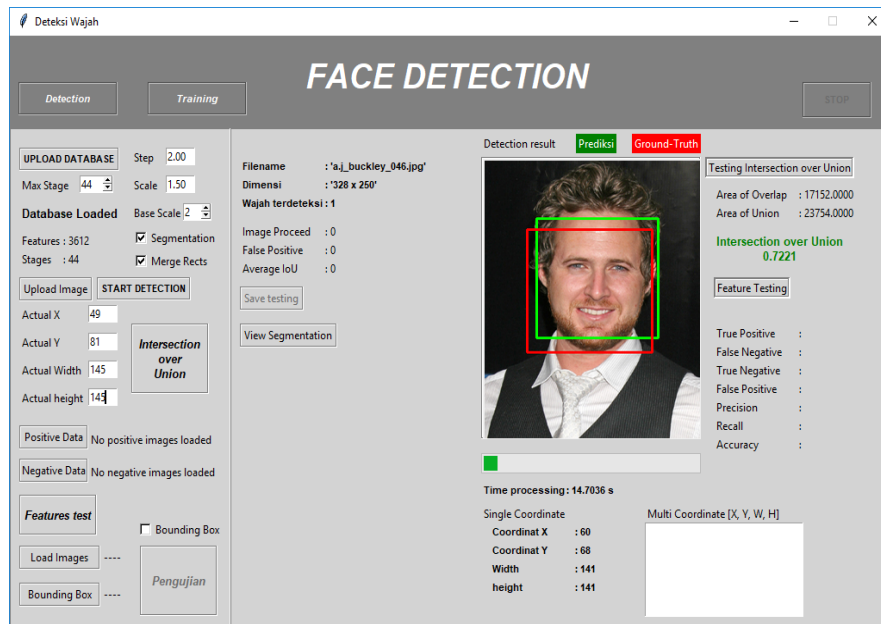 Deteksi Wajah
FACE DETECTION
Detection
Training
STOP
UPLOAD DATABASE
Step 2.00
Max Stage 44
Scale 1.50
Database Loaded
Base Scale 2
Features : 3612
Segmentation
Stages : 44
Merge Rects
Upload Image
START DETECTION
Actual X 49
Actual Y 81
Actual Width 145
Actual height 145
Intersection
over
Union
Positive Data
No positive images loaded
Negative Data
No negative images loaded
Features test
Bounding Box
Load Images ----
Bounding Box ----
Pengujian
Filename : 'a.j_buckley_046.jpg'
Dimensi : '328 x 250'
Wajah terdeteksi : 1
Image Proceed : 0
False Positive : 0
Average IoU : 0
Save testing
View Segmentation
Detection result
Prediksi
Ground-Truth
Time processing : 14.7036 s
Single Coordinate
Coordinat X : 60
Coordinat Y : 68
Width : 141
height : 141
Multi Coordinate [X, Y, W, H]
Testing Intersection over Union
Area of Overlap : 17152.0000
Area of Union : 23754.0000
Intersection over Union
0.7221
Feature Testing
True Positive :
False Negative :
True Negative :
False Positive :
Precision :
Recall :
Accuracy :